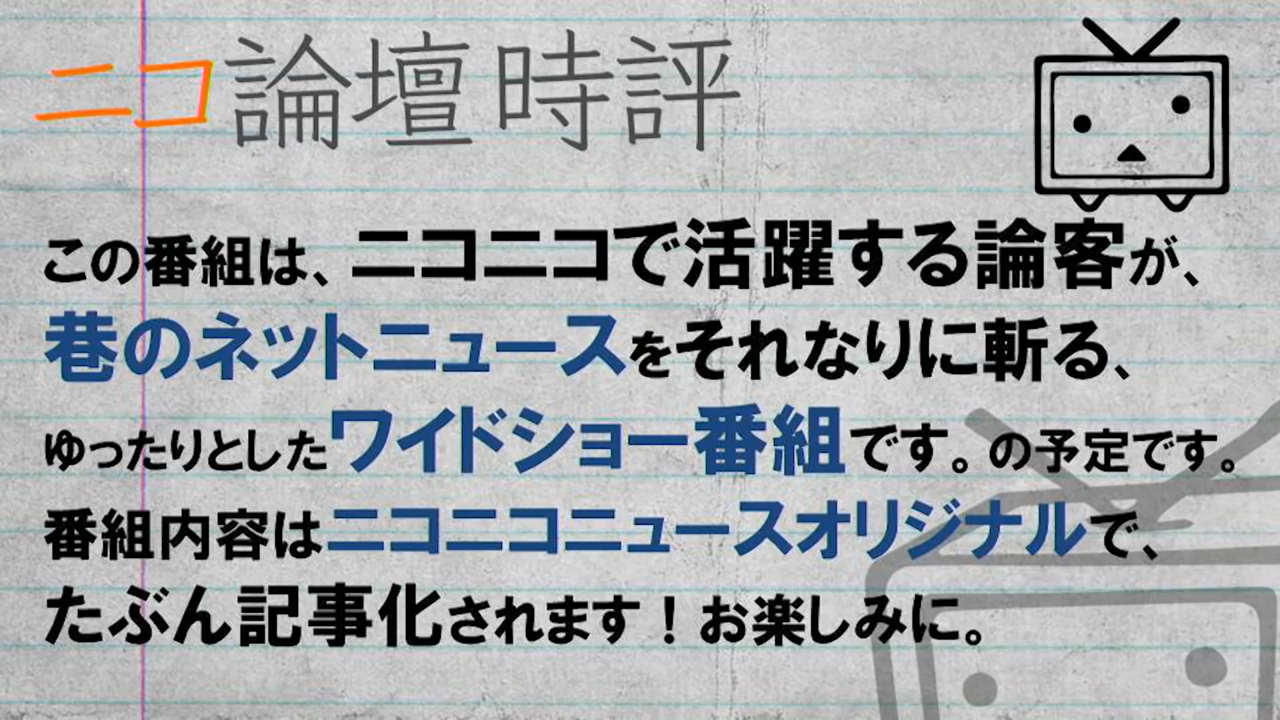 ニコ論壇時評
この番組は、ニコニコで活躍する論客が、
巷のネットニュースをそれなりに斬る、
ゆったりとしたワイドショー番組です。の予定です。
番組内容はニコニコニュースオリジナルで、
たぶん記事化されます！お楽しみに。